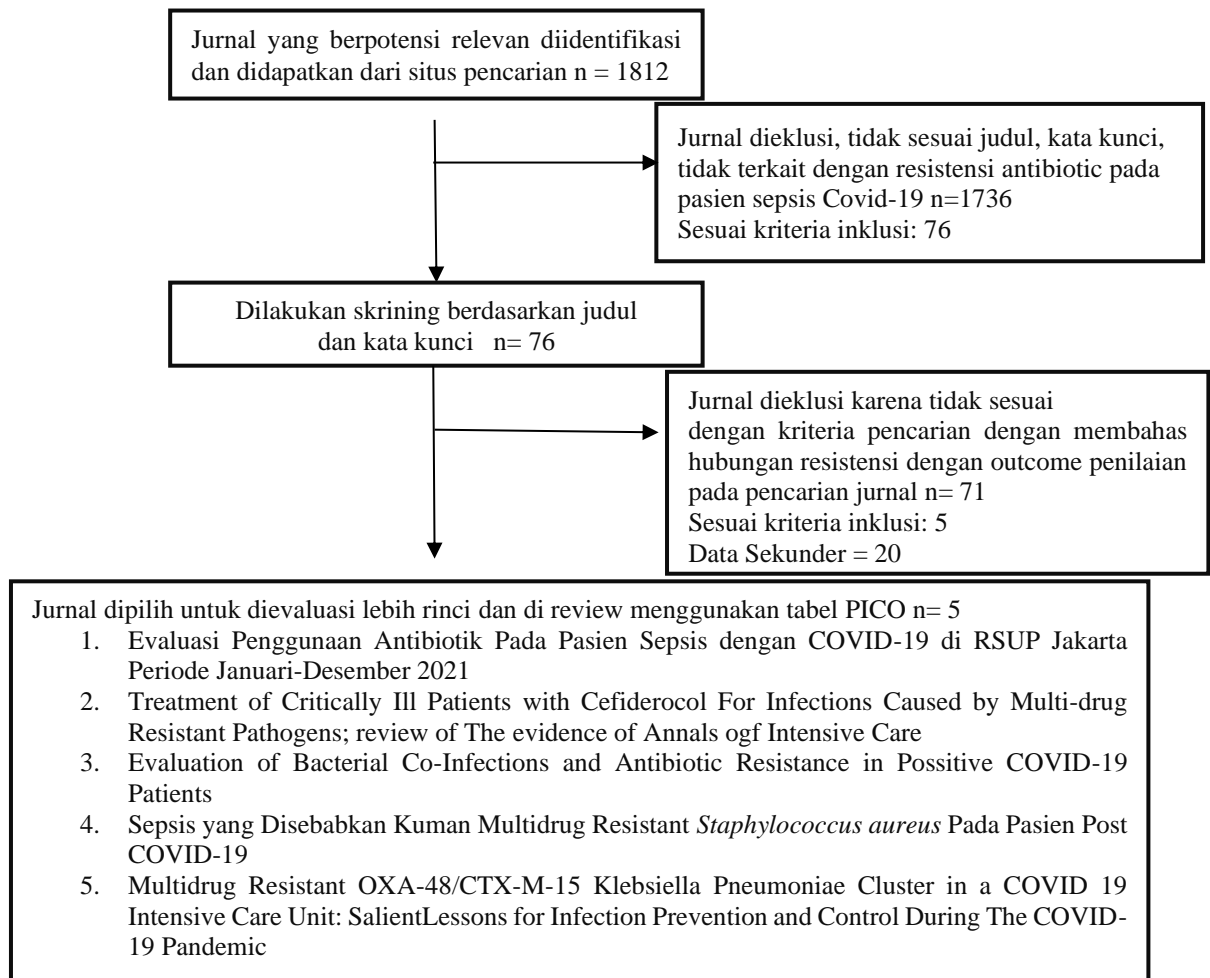 Jurnal yang berpotensi relevan diidentifikasi
dan didapatkan dari situs pencarian n = 1812
Jurnal dieklusi, tidak sesuai judul, kata kunci,
tidak terkait dengan resistensi antibiotic pada
pasien sepsis Covid-19 n=1736
Sesuai kriteria inklusi: 76
Dilakukan skrining berdasarkan judul
dan kata kunci n= 76
Jurnal dieklusi karena tidak sesuai
dengan kriteria pencarian dengan membahas
hubungan resistensi dengan outcome penilaian
pada pencarian jurnal n= 71
Sesuai kriteria inklusi: 5
Data Sekunder = 20
Jurnal dipilih untuk dievaluasi lebih rinci dan di review menggunakan tabel PICO n= 5
1. Evaluasi Penggunaan Antibiotik Pada Pasien Sepsis dengan COVID-19 di RSUP Jakarta
Periode Januari-Desember 2021
2. Treatment of Critically Ill Patients with Cefiderocol For Infections Caused by Multi-drug
Resistant Pathogens; review of The evidence of Annals ogf Intensive Care
3. Evaluation of Bacterial Co-Infections and Antibiotic Resistance in Possitive COVID-19
Patients
4. Sepsis yang Disebabkan Kuman Multidrug Resistant Staphylococcus aureus Pada Pasien Post
COVID-19
5. Multidrug Resistant OXA-48/CTX-M-15 Klebsiella Pneumoniae Cluster in a COVID 19
Intensive Care Unit: SalientLessons for Infection Prevention and Control During The COVID-
19 Pandemic